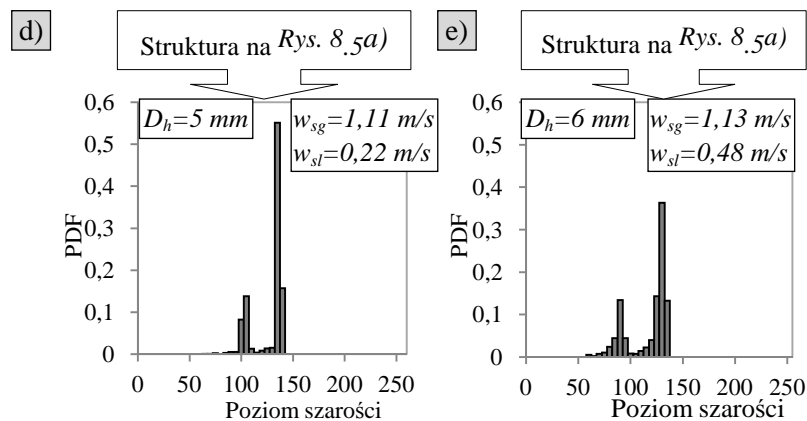 d)
Struktura na Rys. 8.5a)
D_h=5 mm
w_sg=1,11 m/s
w_sl=0,22 m/s
0,6
0,5
0,4
0,3
0,2
0,1
0
PDF
0 50 100 150 200 250
Poziom szarości
e)
Struktura na Rys. 8.5a)
D_h=6 mm
w_sg=1,13 m/s
w_sl=0,48 m/s
0,6
0,5
0,4
0,3
0,2
0,1
0
PDF
0 50 100 150 200 250
Poziom szarości